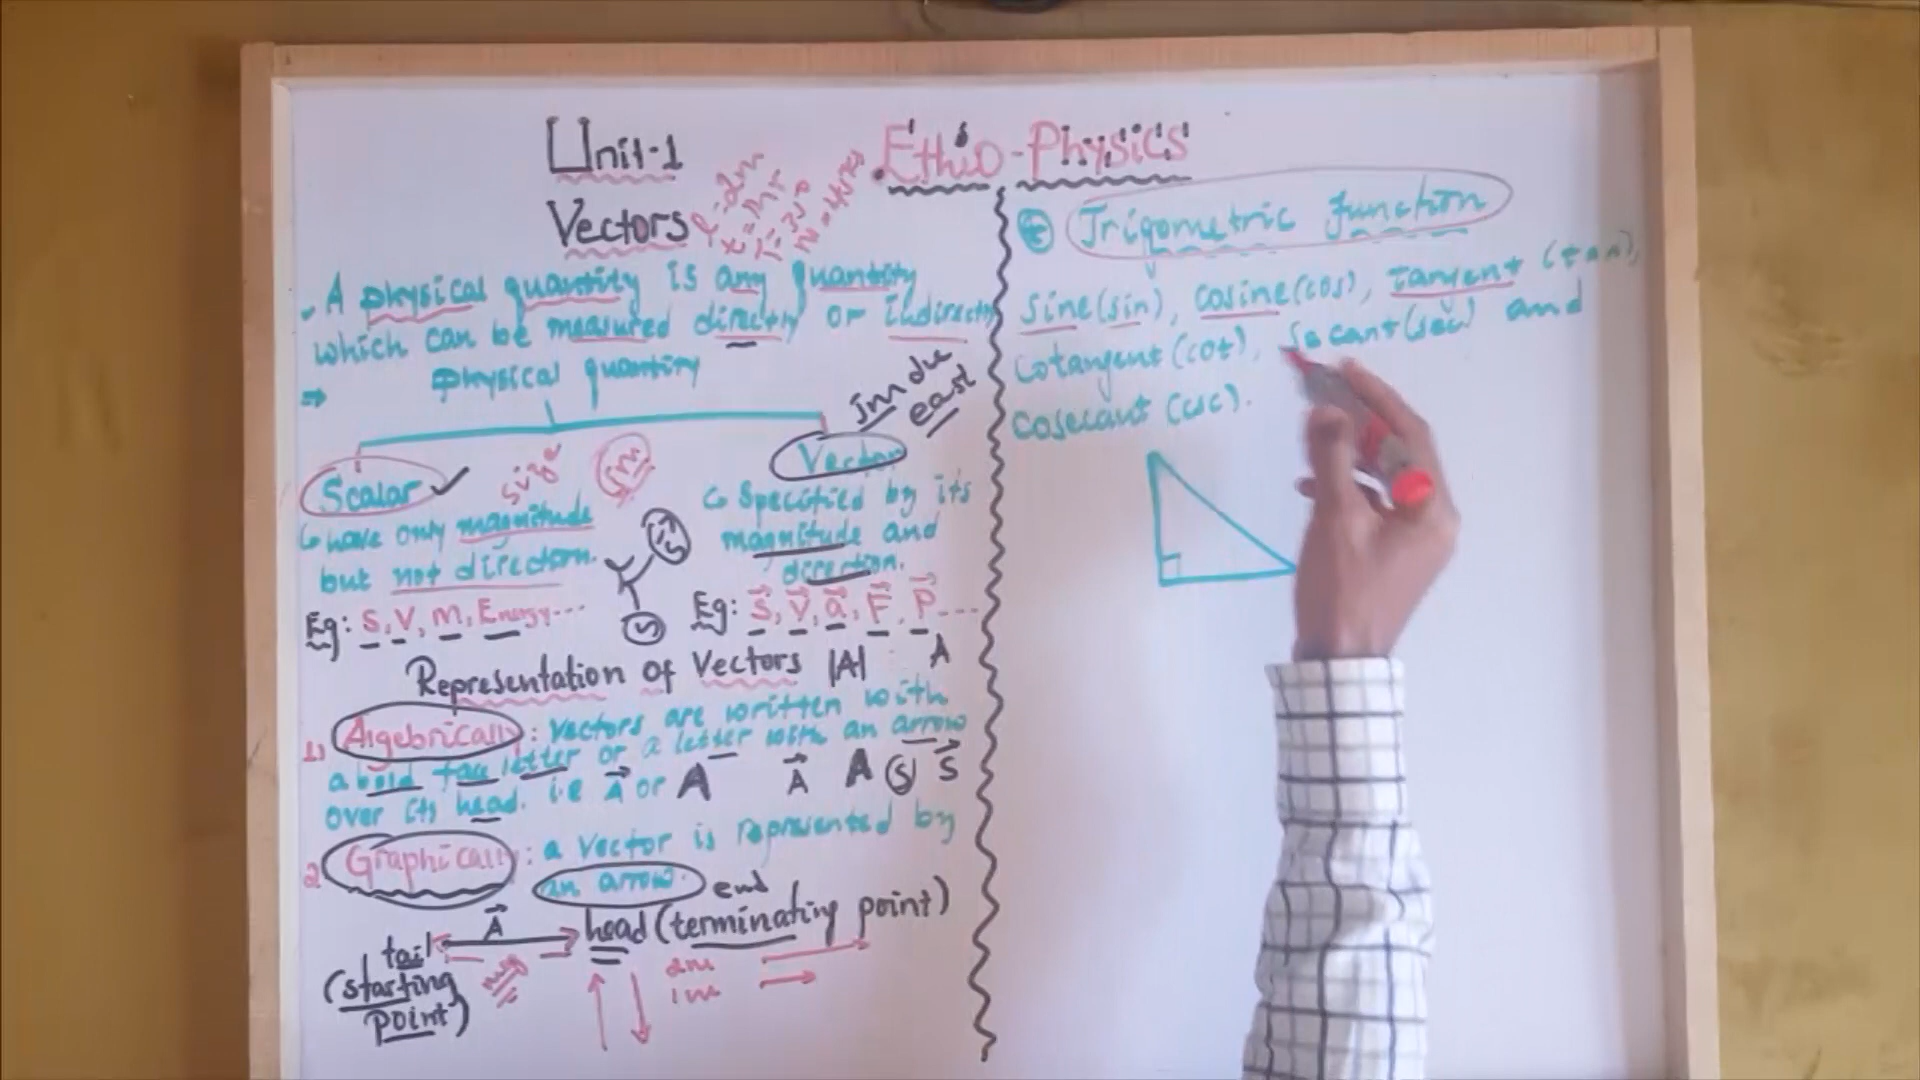 Unit-1
Ethio-Physics
Vectors
- A physical quantity is any quantity
which can be measured directly or indirectly
⇒ physical quantity
due
east
Scalar ✓
size
Vector
↳ have only magnitude
but not direction.
Eg: S, V, m, Energy...
↳ Specified by its
magnitude and
direction.
Eg: S⃗, V⃗, a⃗, F⃗, P⃗....
Representation of Vectors |A| A
1) Algebrically: vectors are written with
a bold face letter or a letter with an arrow
over its head. i.e A⃗ or A A⃗ A S S⃗
2 Graphically: a vector is represented by
an arrow. end
A⃗ head (terminating point)
tail
(starting
point)
2m
1m
Trigometric function
Sine(sin), cosine(cos), tangent (tan),
Cotangent (cot), Secant(sec) and
Cosecant (csc).